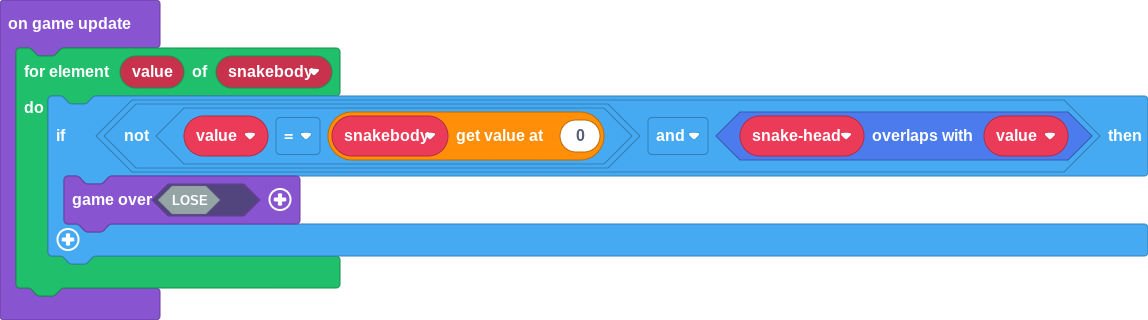 on game update
for element value of snakebody
do
if not value = snakebody get value at 0 and snake-head overlaps with value then
game over LOSE